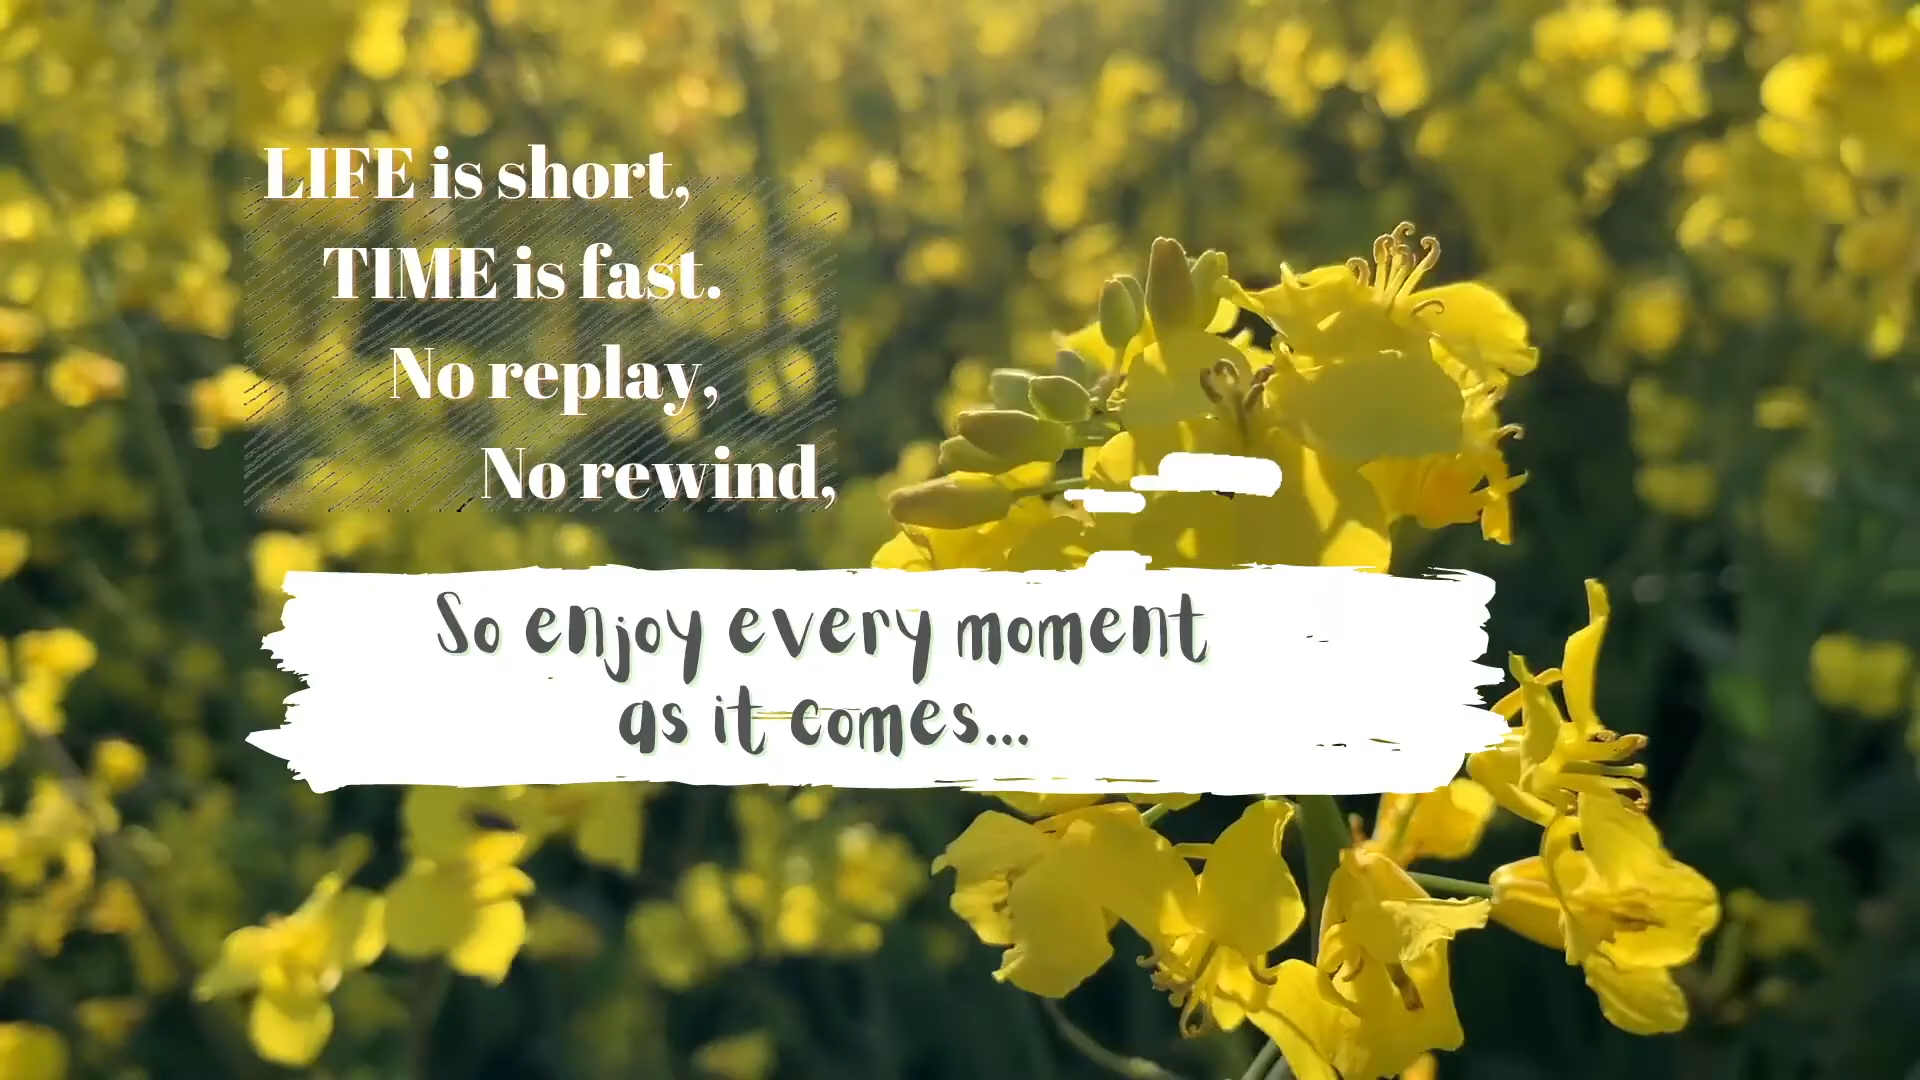 LIFE is short,
TIME is fast.
No replay,
No rewind,
So enjoy every moment
as it comes...